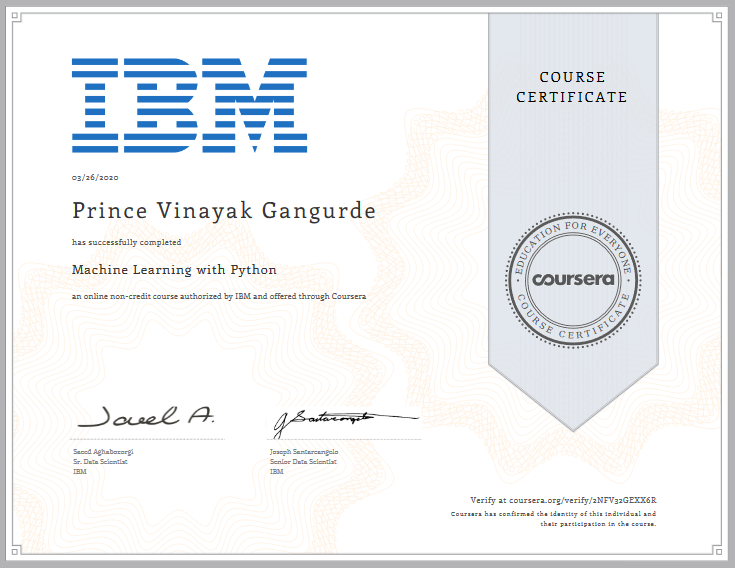 IBM
COURSE
CERTIFICATE
03/26/2020
Prince Vinayak Gangurde
has successfully completed
Machine Learning with Python
an online non-credit course authorized by IBM and offered through Coursera
EDUCATION FOR EVERYONE
coursera
COURSE CERTIFICATE
Saeed Aghabozorgi
Sr. Data Scientist
IBM
Joseph Santarcangelo
Senior Data Scientist
IBM
Verify at coursera.org/verify/2NFV32GEXX6R
Coursera has confirmed the identity of this individual and
their participation in the course.